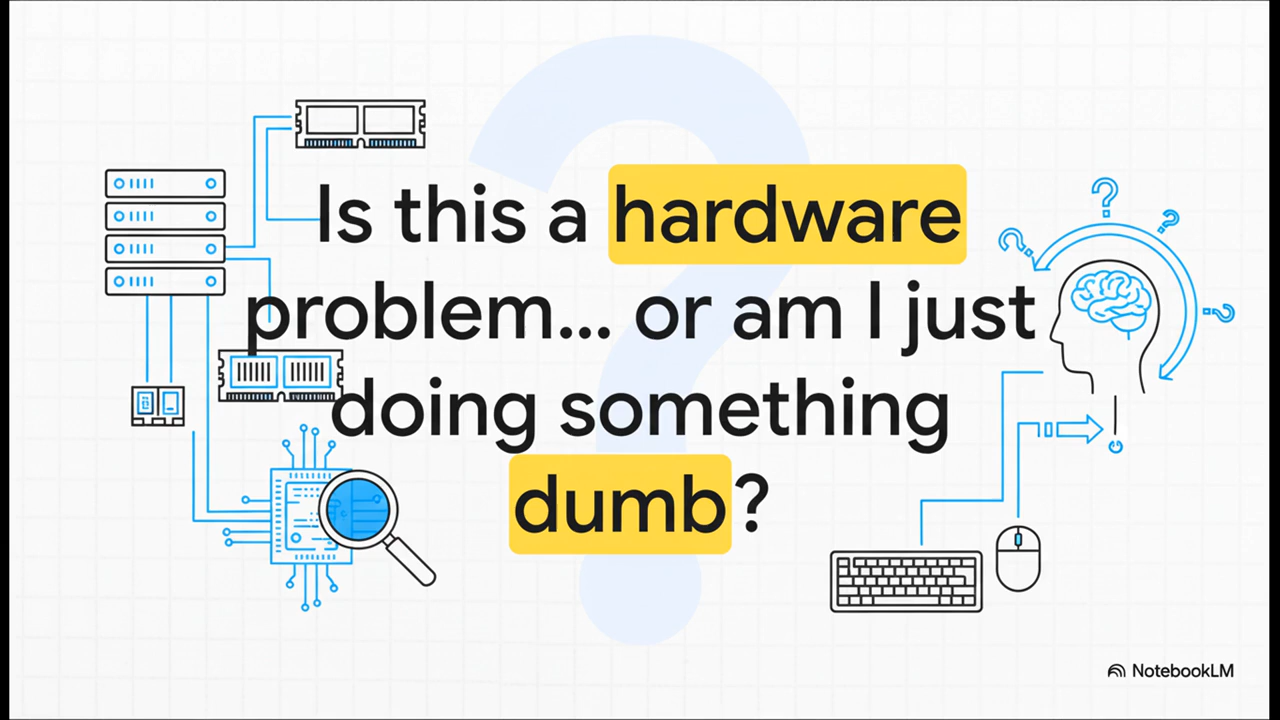 Is this a hardware
problem... or am I just
doing something
dumb?
NotebookLM